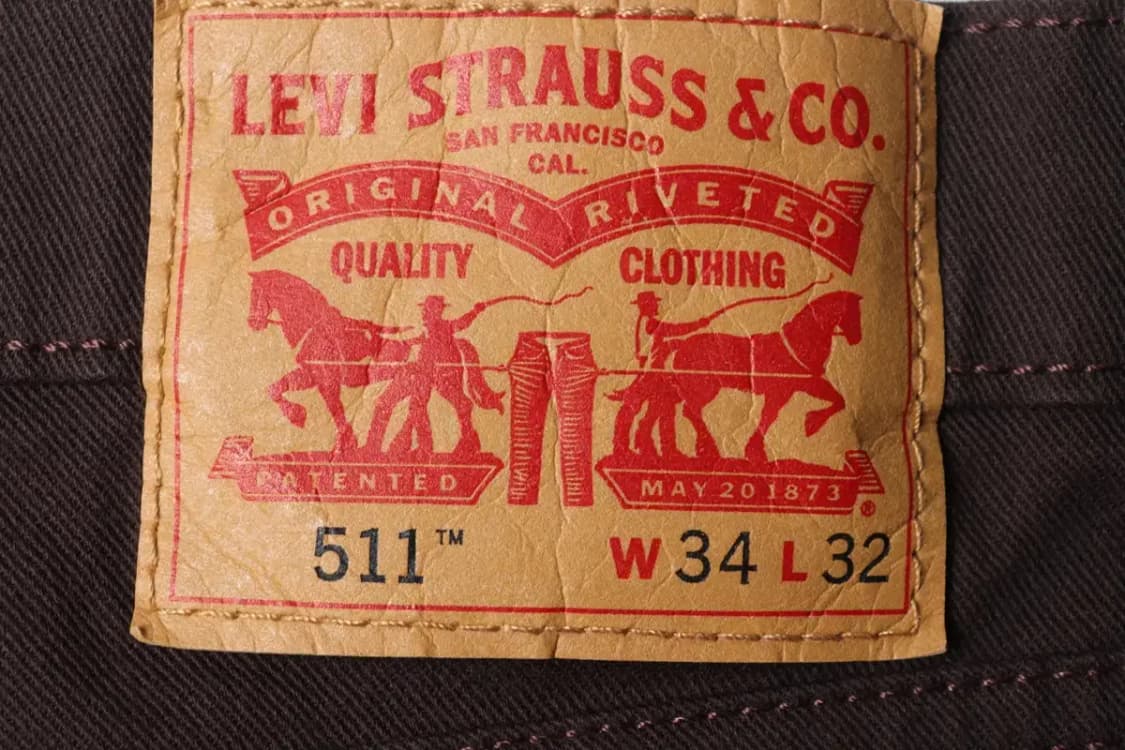 LEVI STRAUSS & CO.
SAN FRANCISCO
CAL.
ORIGINAL RIVETED
QUALITY CLOTHING
PATENTED MAY 20 1873 ®
511™ W 34 L 32